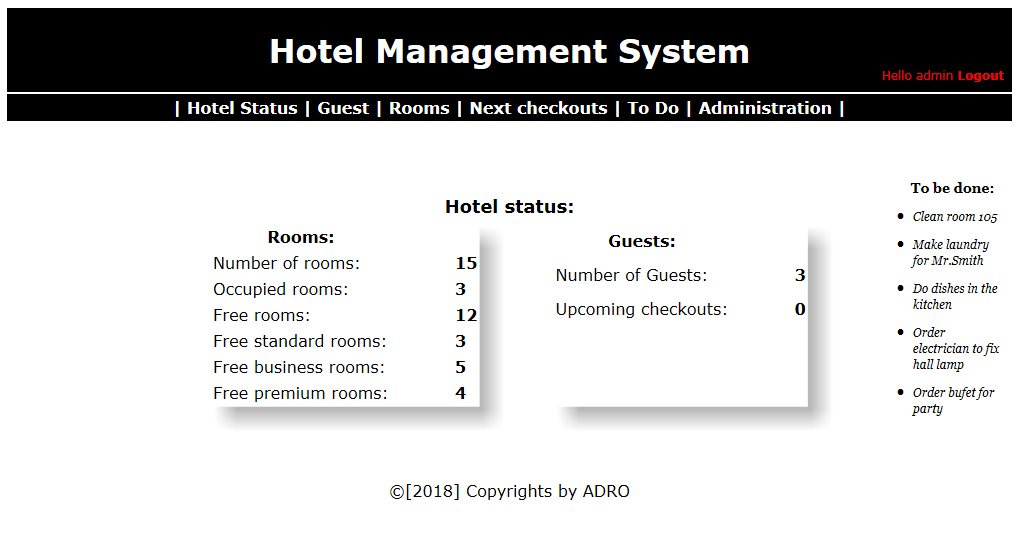 Hotel Management System
Hello admin Logout
| Hotel Status | Guest | Rooms | Next checkouts | To Do | Administration |
Hotel status:
Rooms:
Number of rooms: 15
Occupied rooms: 3
Free rooms: 12
Free standard rooms: 3
Free business rooms: 5
Free premium rooms: 4
Guests:
Number of Guests: 3
Upcoming checkouts: 0
To be done:
• Clean room 105
• Make laundry
for Mr.Smith
• Do dishes in the
kitchen
• Order
electrician to fix
hall lamp
• Order bufet for
party
©[2018] Copyrights by ADRO